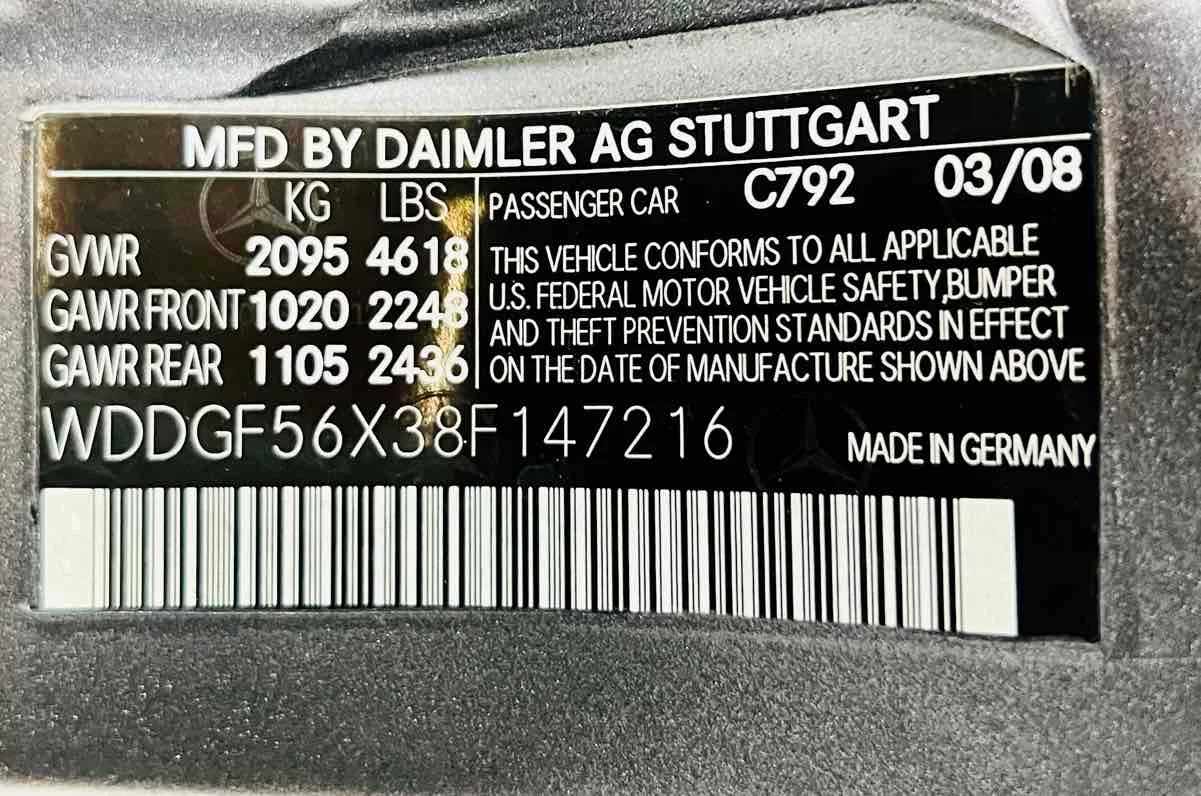 MFD BY DAIMLER AG STUTTGART
KG LBS
GVWR 2095 4618
GAWR FRONT 1020 2248
GAWR REAR 1105 2436
PASSENGER CAR C792 03/08
THIS VEHICLE CONFORMS TO ALL APPLICABLE
U.S. FEDERAL MOTOR VEHICLE SAFETY,BUMPER
AND THEFT PREVENTION STANDARDS IN EFFECT
ON THE DATE OF MANUFACTURE SHOWN ABOVE
WDDGF56X38F147216
MADE IN GERMANY